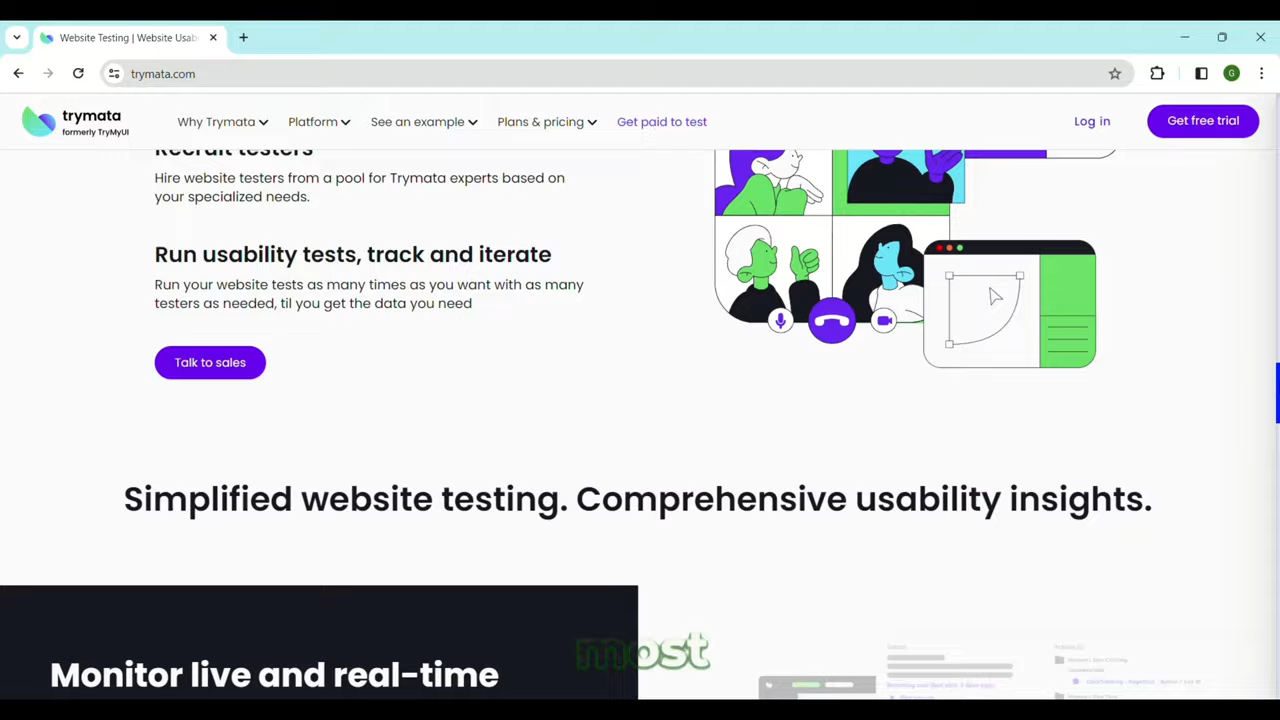 Website Testing | Website Usab
trymata.com
G
trymata
formerly TryMyUI
Why Trymata
Platform
See an example
Plans & pricing
Get paid to test
Log in
Get free trial
Recruit testers
Hire website testers from a pool for Trymata experts based on
your specialized needs.
Run usability tests, track and iterate
Run your website tests as many times as you want with as many
testers as needed, til you get the data you need
Talk to sales
Simplified website testing. Comprehensive usability insights.
Monitor live and real-time
most